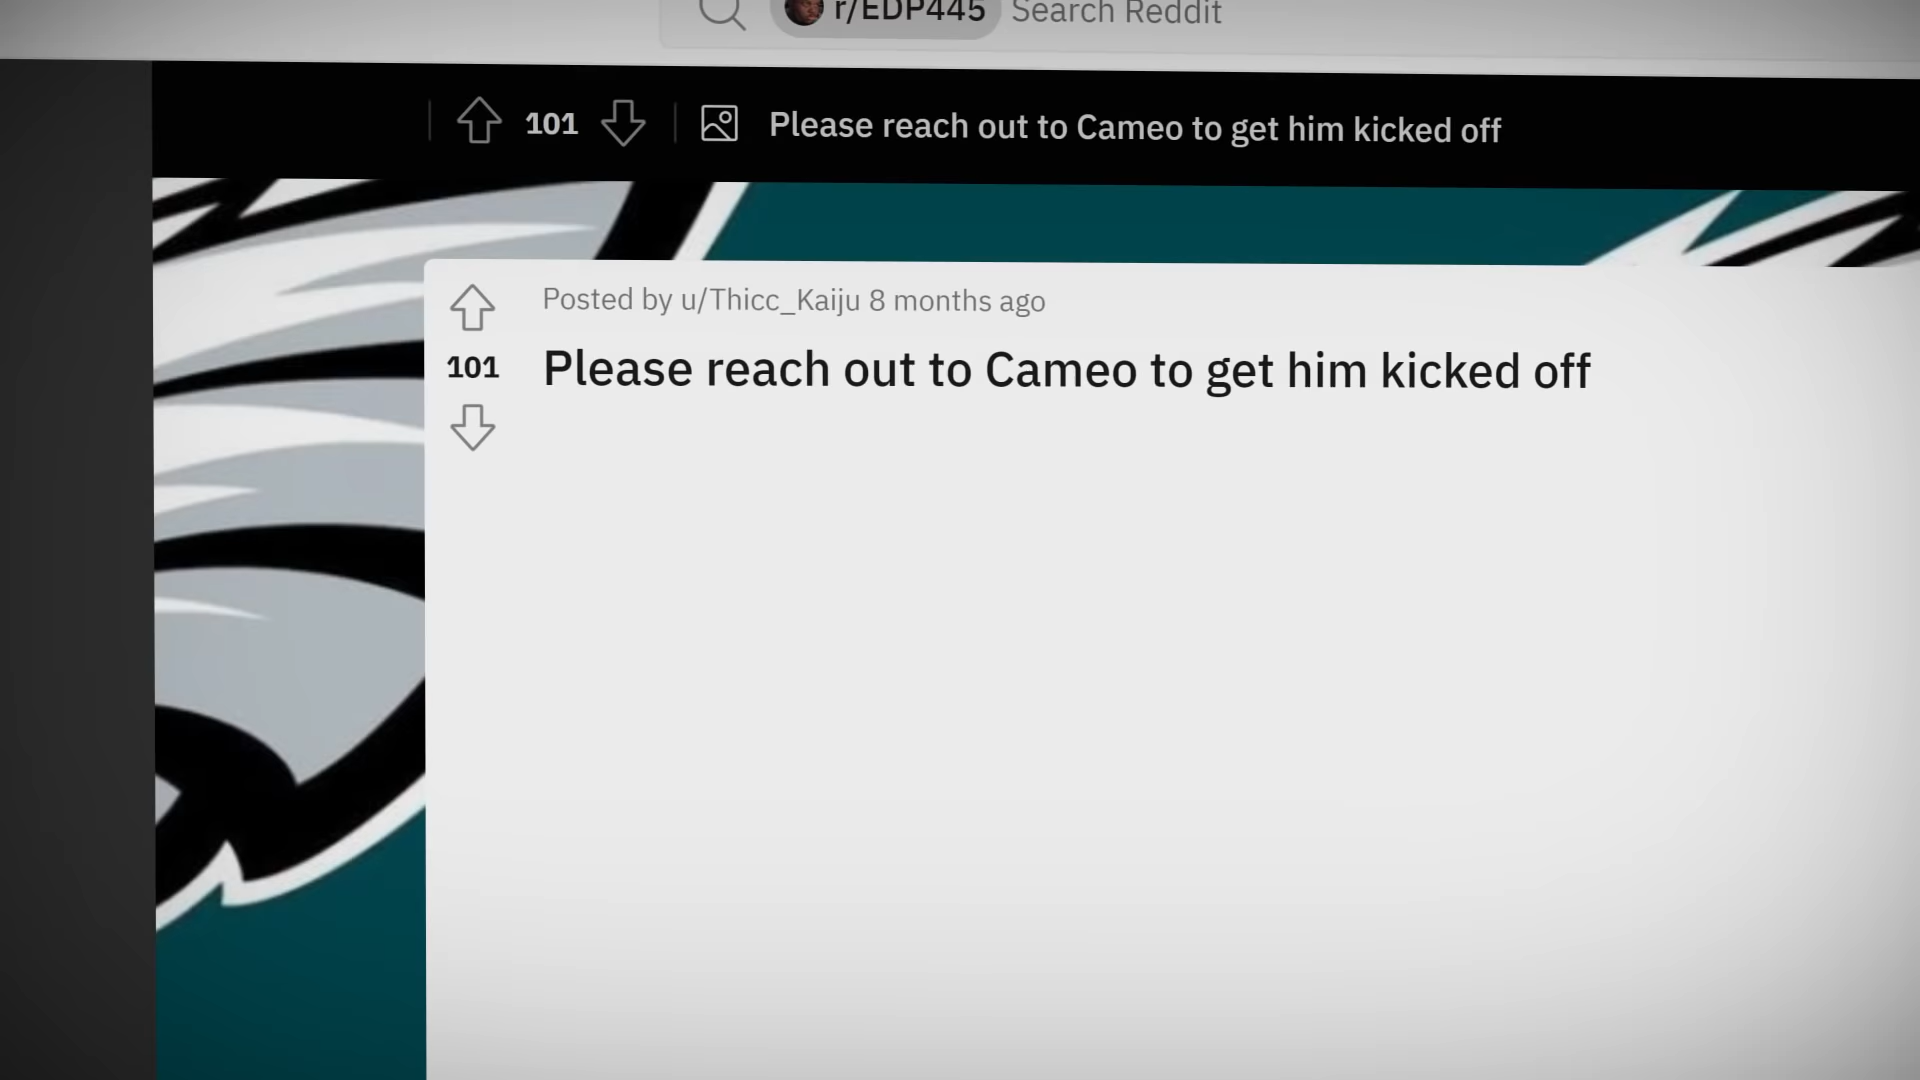 r/EDP445 Search Reddit
101 Please reach out to Cameo to get him kicked off
Posted by u/Thicc_Kaiju 8 months ago
101
Please reach out to Cameo to get him kicked off